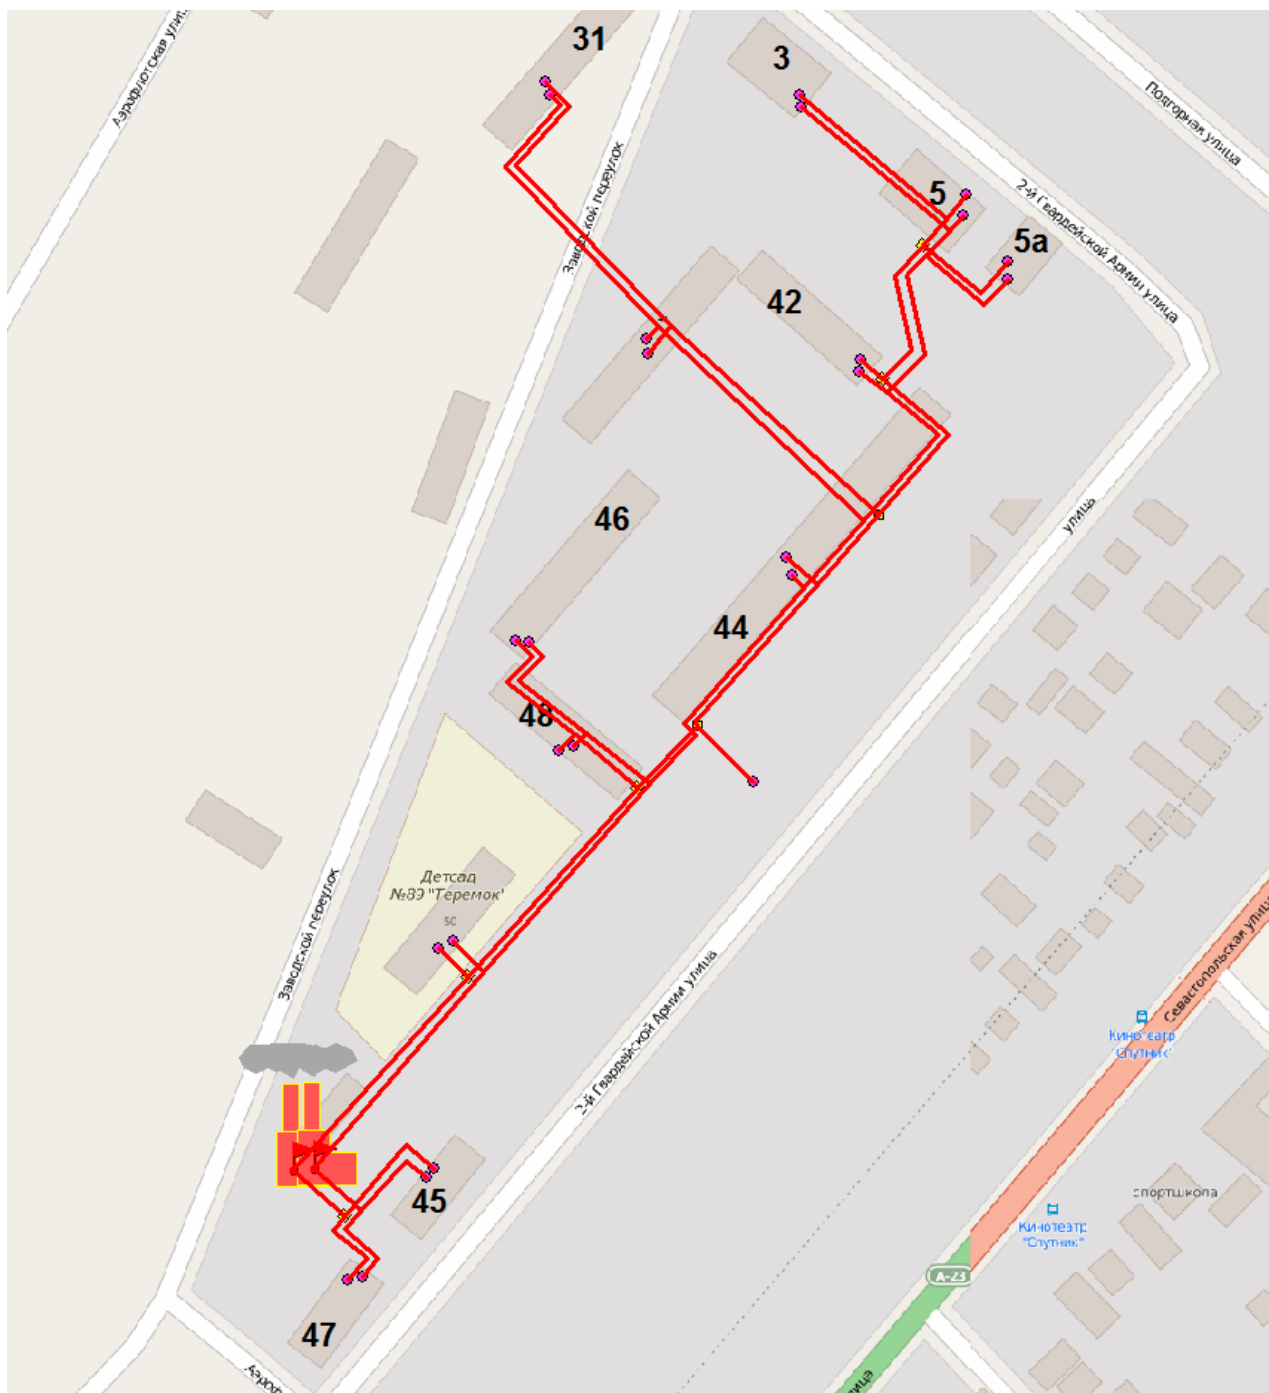 31
3
Аэрофлотская улица
Подгорная улица
Заводской переулок
5
2-й Гвардейской Армии улица
5а
42
46
улица
44
48
Детсад
№89 "Теремок"
Заводской переулок
2-й Гвардейской Армии улица
Севастопольская улица
Кинотеатр
"Спутник"
45
спортшкола
Кинотеатр
"Спутник"
А-23
47
Аэроф